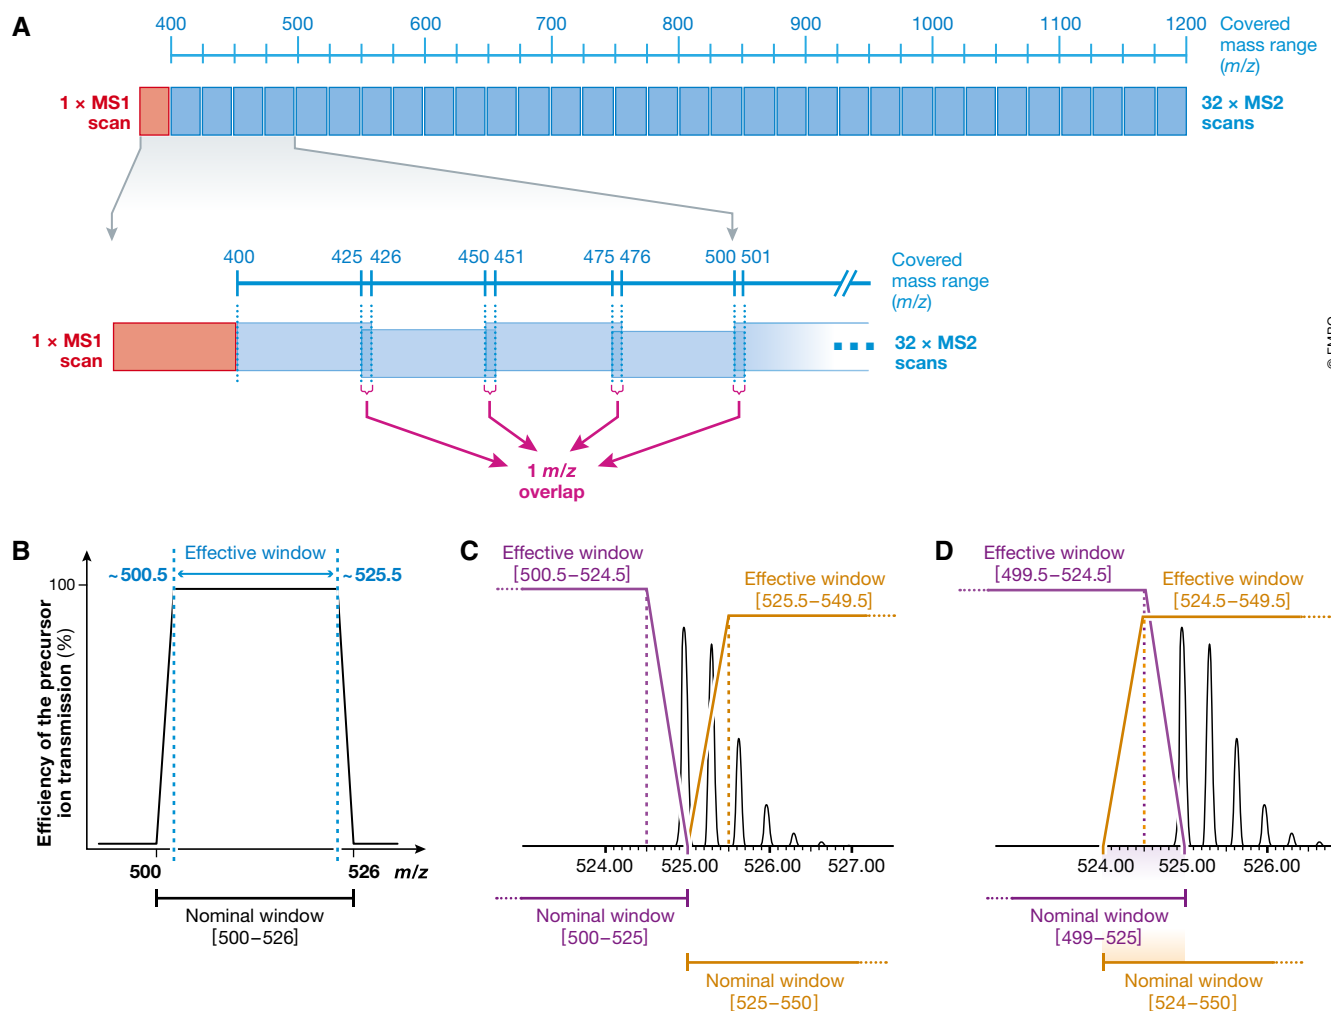 A
400 500 600 700 800 900 1000 1100 1200
Covered
mass range
(m/z)
1 × MS1
scan
32 × MS2
scans
400 425 426 450 451 475 476 500 501
Covered
mass range
(m/z)
1 × MS1
scan
32 × MS2
scans
1 m/z
overlap
B
Efficiency of the precursor
ion transmission (%)
100
~500.5
Effective window
~525.5
500
526
m/z
Nominal window
[500–526]
C
Effective window
[500.5–524.5]
Effective window
[525.5–549.5]
524.00 525.00 526.00 527.00
Nominal window
[500–525]
Nominal window
[525–550]
D
Effective window
[499.5–524.5]
Effective window
[524.5–549.5]
524.00 525.00 526.00
Nominal window
[499–525]
Nominal window
[524–550]